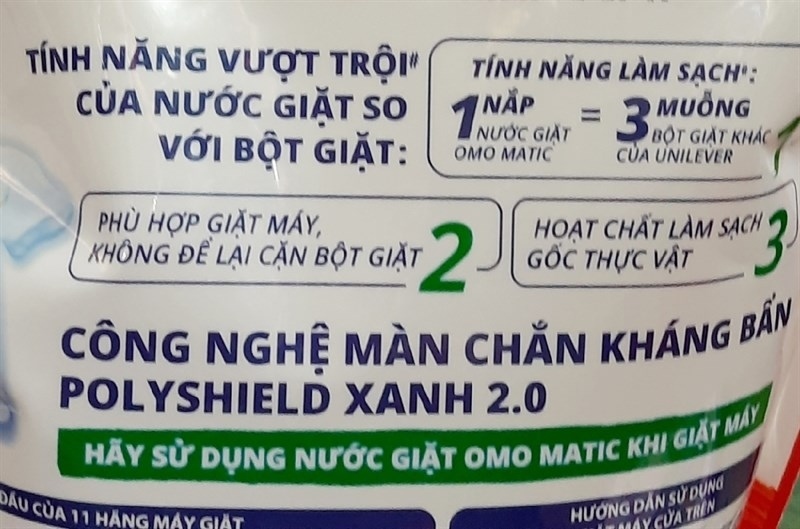 TÍNH NĂNG VƯỢT TRỘI#
CỦA NƯỚC GIẶT SO
VỚI BỘT GIẶT:
TÍNH NĂNG LÀM SẠCH*:
1 NẮP = 3 MUỖNG
NƯỚC GIẶT BỘT GIẶT KHÁC
OMO MATIC CỦA UNILEVER
1
PHÙ HỢP GIẶT MÁY,
KHÔNG ĐỂ LẠI CẶN BỘT GIẶT 2
HOẠT CHẤT LÀM SẠCH
GỐC THỰC VẬT 3
CÔNG NGHỆ MÀN CHẮN KHÁNG BẨN
POLYSHIELD XANH 2.0
HÃY SỬ DỤNG NƯỚC GIẶT OMO MATIC KHI GIẶT MÁY
DẤU CỦA 11 HÃNG MÁY GIẶT
HƯỚNG DẪN SỬ DỤNG
MÁY CỬA TRÊN